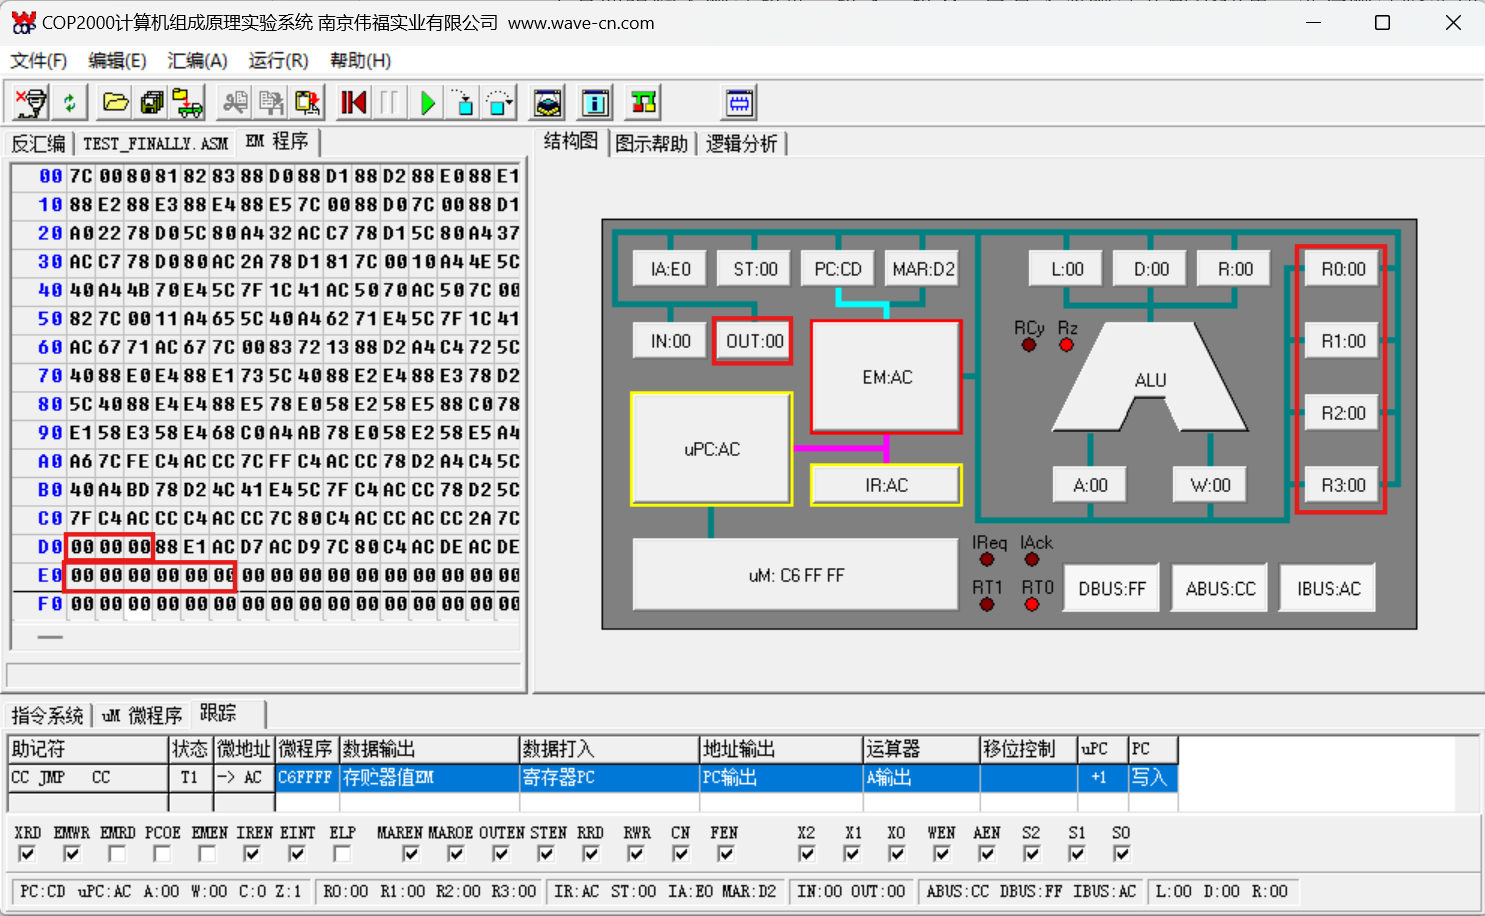 COP2000计算机组成原理实验系统 南京伟福实业有限公司 www.wave-cn.com
文件(F) 编辑(E) 汇编(A) 运行(R) 帮助(H)
反汇编 TEST_FINALLY.ASM EM 程序
00 7C 00 80 81 82 83 88 D0 88 D1 88 D2 88 E0 88 E1
10 88 E2 88 E3 88 E4 88 E5 7C 00 88 D0 7C 00 88 D1
20 A0 22 78 D0 5C 80 A4 32 AC C7 78 D1 5C 80 A4 37
30 AC C7 78 D0 80 AC 2A 78 D1 81 7C 00 10 A4 4E 5C
40 40 A4 4B 70 E4 5C 7F 1C 41 AC 50 70 AC 50 7C 00
50 82 7C 00 11 A4 65 5C 40 A4 62 71 E4 5C 7F 1C 41
60 AC 67 71 AC 67 7C 00 83 72 13 88 D2 A4 C4 72 5C
70 40 88 E0 E4 88 E1 73 5C 40 88 E2 E4 88 E3 78 D2
80 5C 40 88 E4 E4 88 E5 78 E0 58 E2 58 E5 88 C0 78
90 E1 58 E3 58 E4 68 C0 A4 AB 78 E0 58 E2 58 E5 A4
A0 A6 7C FE C4 AC CC 7C FF C4 AC CC 78 D2 A4 C4 5C
B0 40 A4 BD 78 D2 4C 41 E4 5C 7F C4 AC CC 78 D2 5C
C0 7F C4 AC CC C4 AC CC 7C 80 C4 AC CC AC CC 2A 7C
D0 00 00 00 88 E1 AC D7 AC D9 7C 80 C4 AC DE AC DE
E0 00 00 00 00 00 00 00 00 00 00 00 00 00 00 00 00
F0 00 00 00 00 00 00 00 00 00 00 00 00 00 00 00 00
结构图 图示帮助 逻辑分析
IA:E0 ST:00 PC:CD MAR:D2 L:00 D:00 R:00 R0:00
RCy Rz
IN:00 OUT:00 R1:00
EM:AC ALU
R2:00
uPC:AC
IR:AC A:00 W:00 R3:00
IReq IAck
uM: C6 FF FF
RT1 RT0 DBUS:FF ABUS:CC IBUS:AC
指令系统 uM 微程序 跟踪
助记符 状态 微地址 微程序 数据输出 数据打入 地址输出 运算器 移位控制 uPC PC
CC JMP CC T1 -> AC C6FFFF 存贮器值EM 寄存器PC PC输出 A输出 +1 写入
XRD EMWR EMRD PCOE EMEN IREN EINT ELP MAREN MAROE OUTEN STEN RRD RWR CN FEN X2 X1 X0 WEN AEN S2 S1 S0
PC:CD uPC:AC A:00 W:00 C:0 Z:1 R0:00 R1:00 R2:00 R3:00 IR:AC ST:00 IA:E0 MAR:D2 IN:00 OUT:00 ABUS:CC DBUS:FF IBUS:AC L:00 D:00 R:00